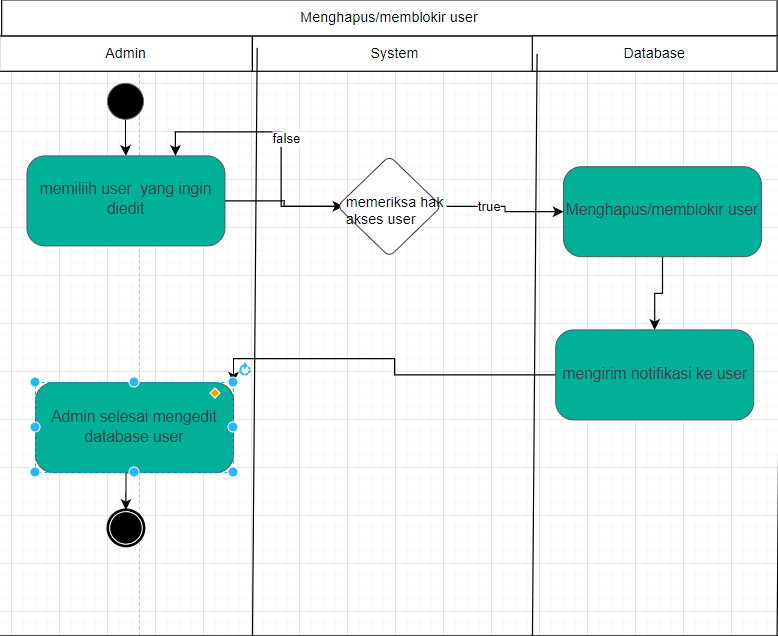 Menghapus/memblokir user
Admin
System
Database
false
memiliih user yang ingin
diedit
memeriksa hak
akses user
true
Menghapus/memblokir user
mengirim notifikasi ke user
Admin selesai mengedit
database user